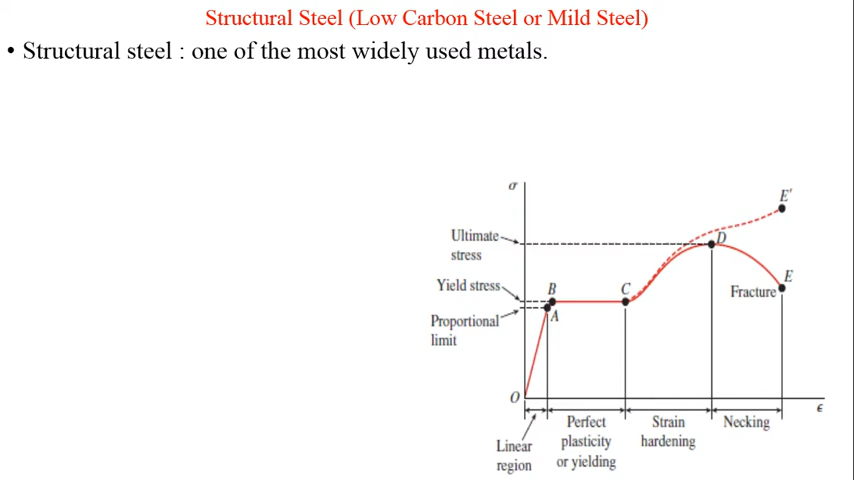 Structural Steel (Low Carbon Steel or Mild Steel)
• Structural steel : one of the most widely used metals.
σ
E'
Ultimate
stress
D
Yield stress
B
C
E
Fracture
A
Proportional
limit
O
ϵ
Perfect
plasticity
or yielding
Strain
hardening
Necking
Linear
region